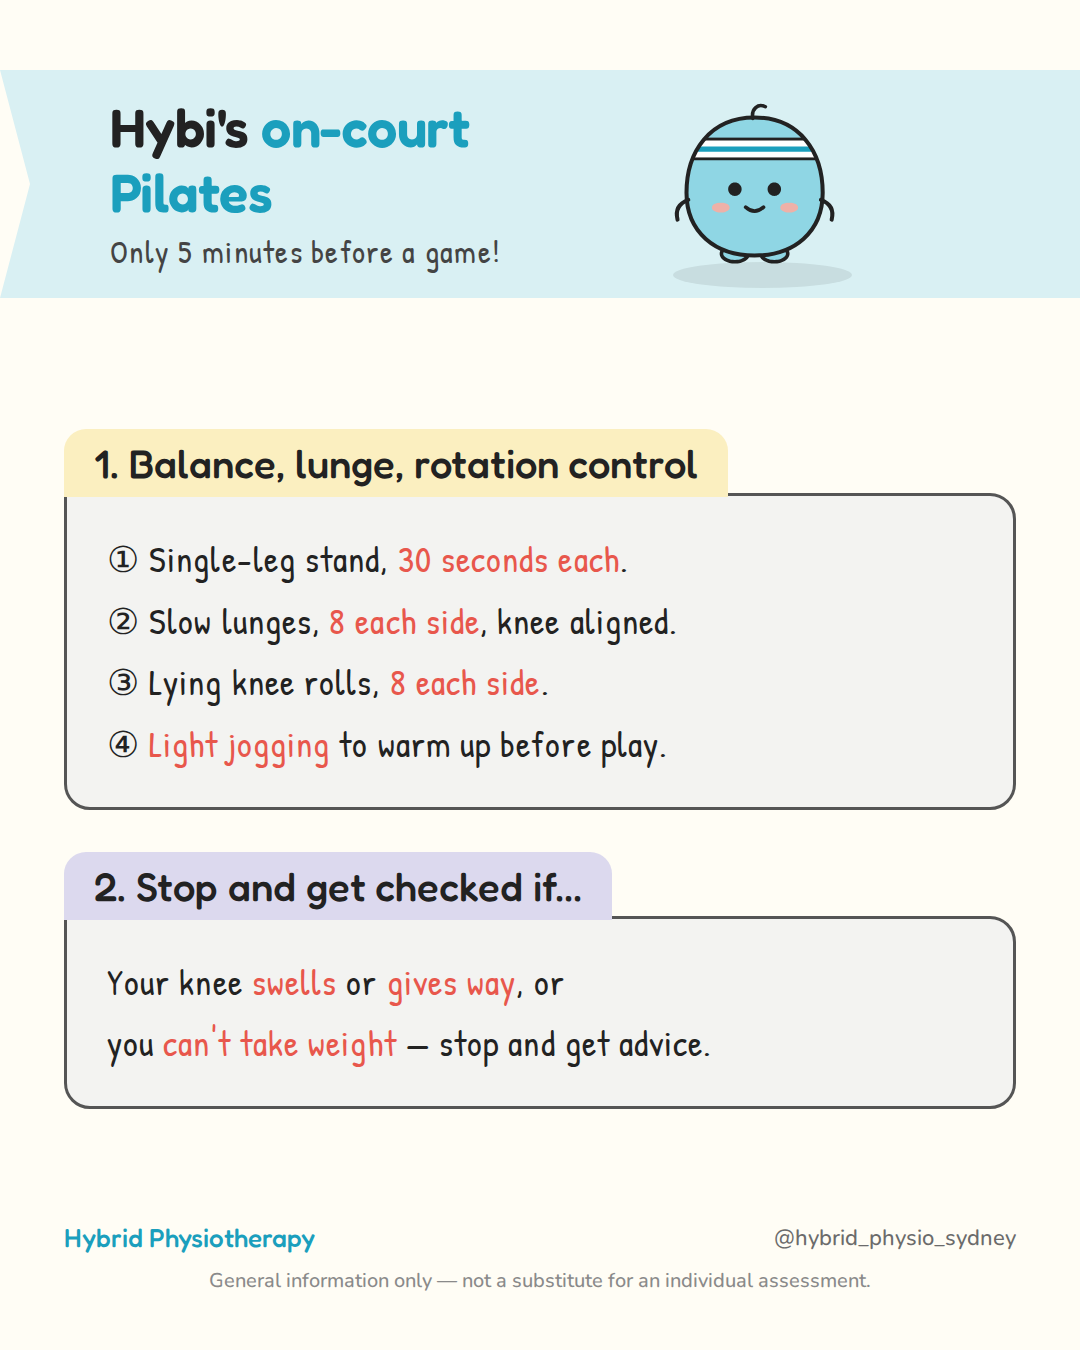 Hybi's on-court
Pilates
Only 5 minutes before a game!
1. Balance, lunge, rotation control
① Single-leg stand, 30 seconds each.
② Slow lunges, 8 each side, knee aligned.
③ Lying knee rolls, 8 each side.
④ Light jogging to warm up before play.
2. Stop and get checked if...
Your knee swells or gives way, or
you can't take weight – stop and get advice.
Hybrid Physiotherapy
@hybrid_physio_sydney
General information only — not a substitute for an individual assessment.